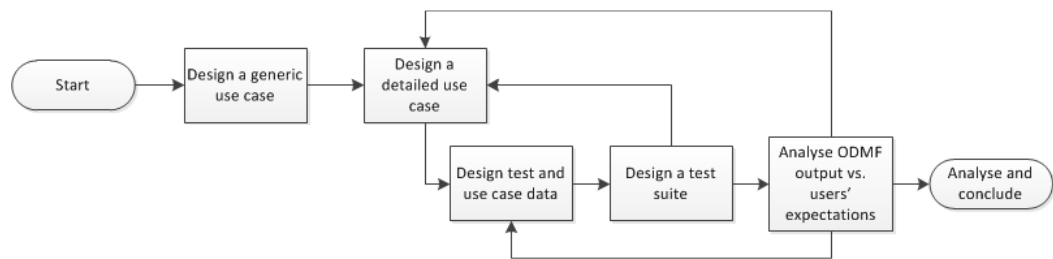 Start
Design a generic
use case
Design a
detailed use
case
Design test and
use case data
Design a test
suite
Analyse ODMF
output vs.
users’
expectations
Analyse and
conclude